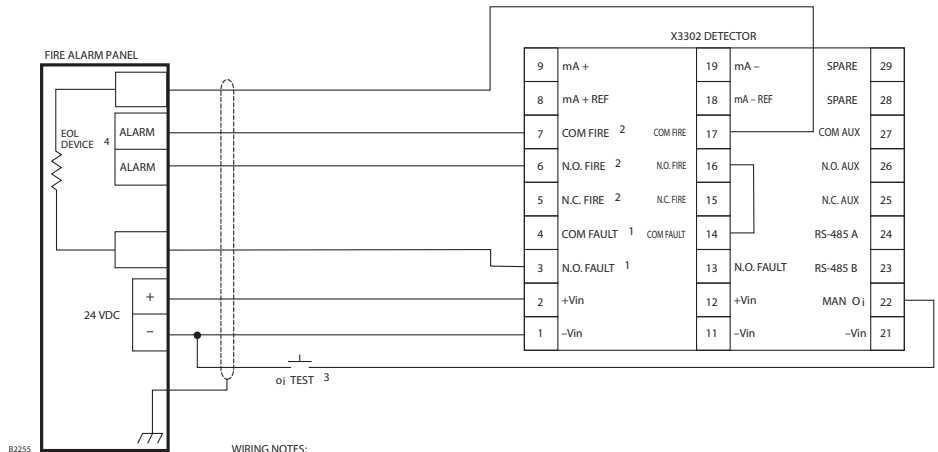 X3302 DETECTOR
FIRE ALARM PANEL
EOL DEVICE 4
ALARM
ALARM
24 VDC
+
–
oi TEST 3
9 mA + 19 mA – SPARE 29
8 mA + REF 18 mA – REF SPARE 28
7 COM FIRE 2 COM FIRE 17 COM AUX 27
6 N.O. FIRE 2 N.O. FIRE 16 N.O. AUX 26
5 N.C. FIRE 2 N.C. FIRE 15 N.C. AUX 25
4 COM FAULT 1 COM FAULT 14 RS-485 A 24
3 N.O. FAULT 1 13 N.O. FAULT RS-485 B 23
2 +Vin 12 +Vin MAN Oi 22
1 –Vin 11 –Vin –Vin 21
B2255
WIRING NOTES: